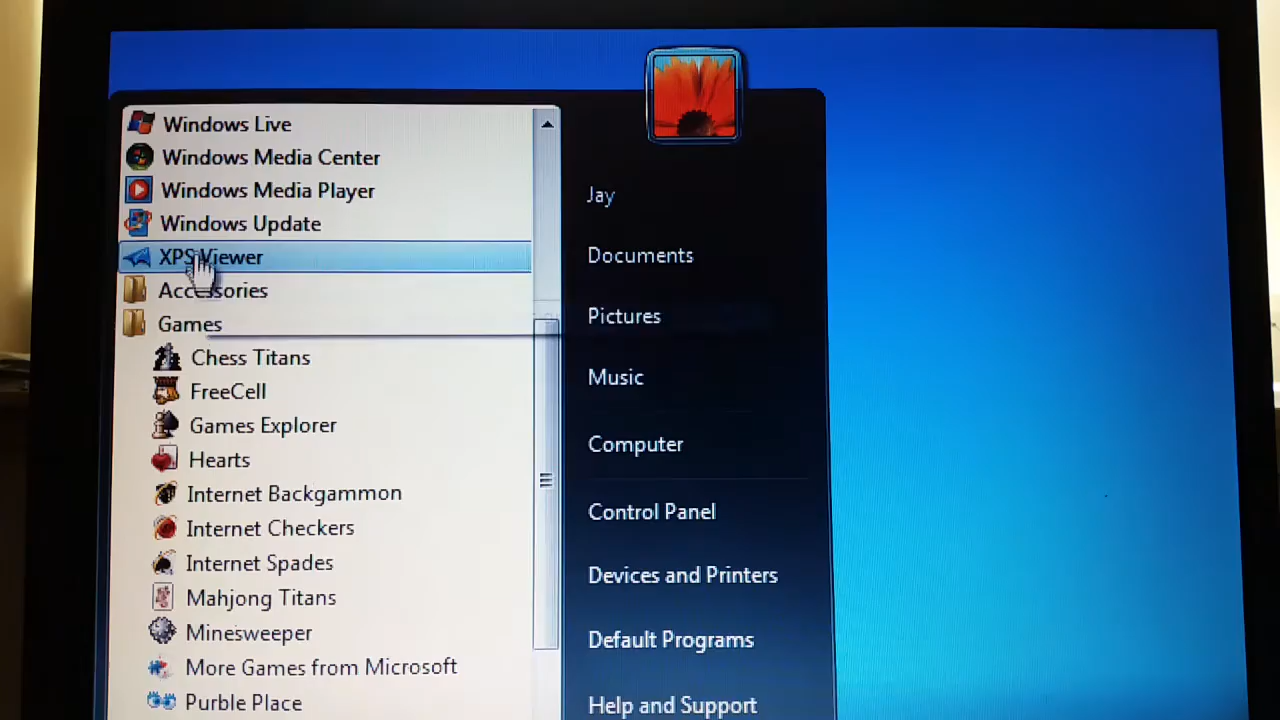 Windows Live
Windows Media Center
Windows Media Player
Windows Update
XPS Viewer
Accessories
Games
Chess Titans
FreeCell
Games Explorer
Hearts
Internet Backgammon
Internet Checkers
Internet Spades
Mahjong Titans
Minesweeper
More Games from Microsoft
Purble Place
Jay
Documents
Pictures
Music
Computer
Control Panel
Devices and Printers
Default Programs
Help and Support